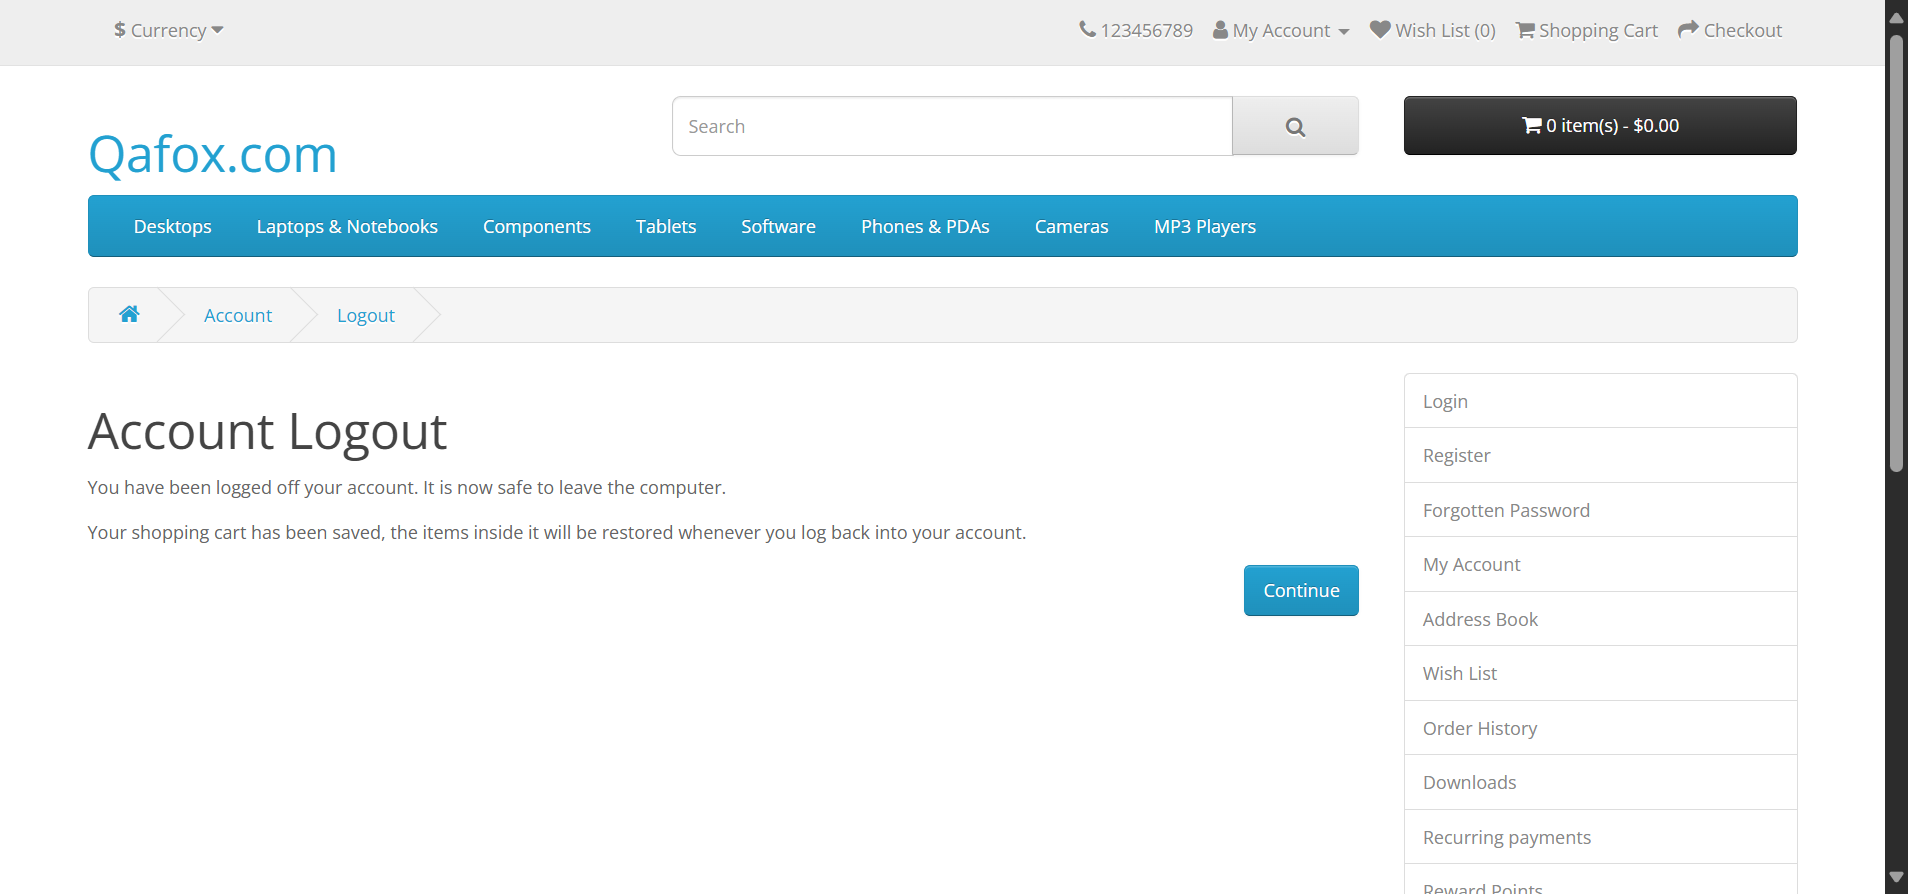 $ Currency
123456789 My Account Wish List (0) Shopping Cart Checkout
Qafox.com
Search
0 item(s) - $0.00
Desktops Laptops & Notebooks Components Tablets Software Phones & PDAs Cameras MP3 Players
Account Logout
Account Logout
You have been logged off your account. It is now safe to leave the computer.
Your shopping cart has been saved, the items inside it will be restored whenever you log back into your account.
Continue
Login
Register
Forgotten Password
My Account
Address Book
Wish List
Order History
Downloads
Recurring payments
Reward Points